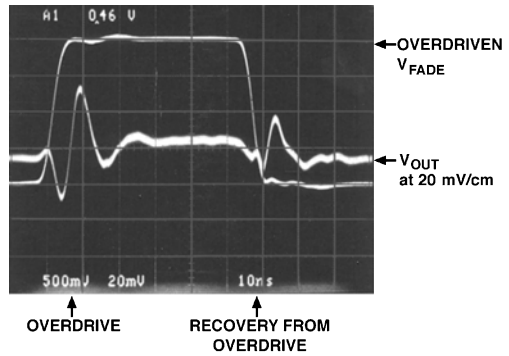 A1 0.46 V
OVERDRIVEN
VFADE
VOUT
at 20 mV/cm
500mV 20mV 10ns
OVERDRIVE
RECOVERY FROM
OVERDRIVE